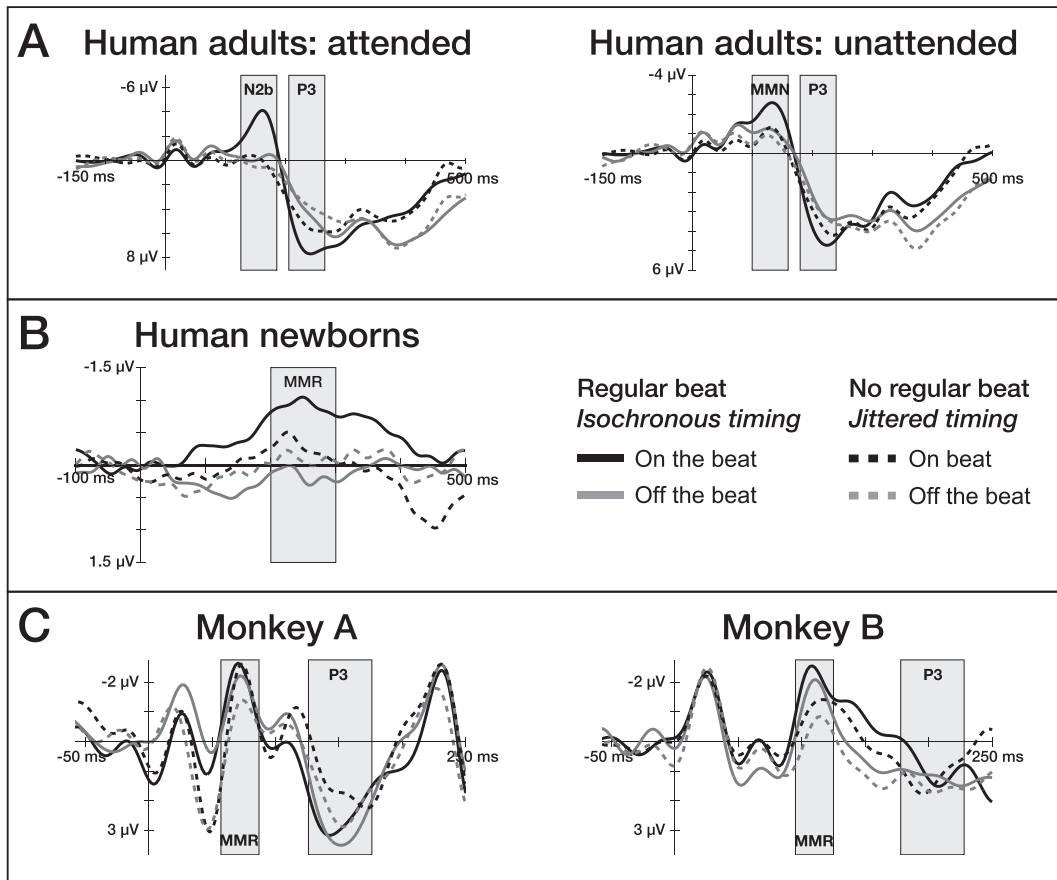 A
Human adults: attended
-6 µV
N2b
P3
-150 ms
500 ms
8 µV
Human adults: unattended
-4 µV
MMN
P3
-150 ms
500 ms
6 µV
B
Human newborns
-1.5 µV
MMR
-100 ms
500 ms
1.5 µV
Regular beat
Isochronous timing
On the beat
Off the beat
No regular beat
Jittered timing
On beat
Off the beat
C
Monkey A
-2 µV
P3
-50 ms
250 ms
3 µV
MMR
Monkey B
-2 µV
P3
-50 ms
250 ms
3 µV
MMR